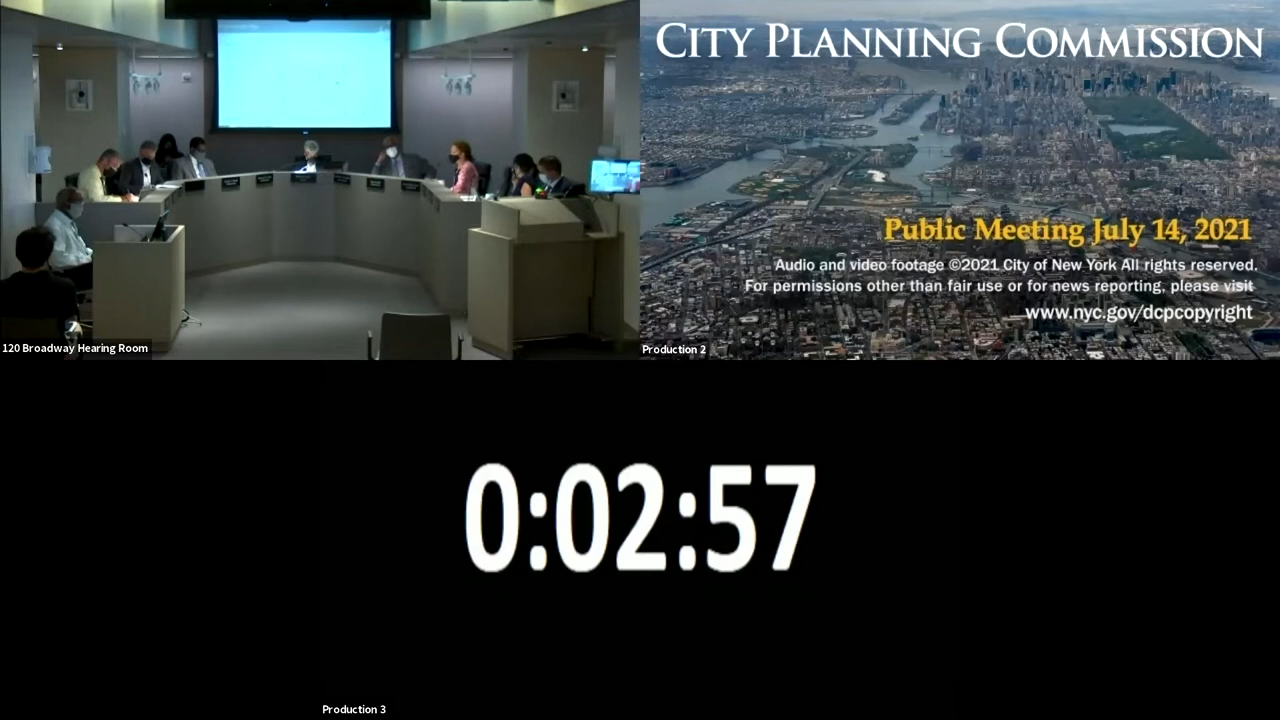 CITY PLANNING COMMISSION
Public Meeting July 14, 2021
Audio and video footage ©2021 City of New York All rights reserved.
For permissions other than fair use or for news reporting, please visit
www.nyc.gov/dcpcopyright
120 Broadway Hearing Room
Production 2
0:02:57
Production 3